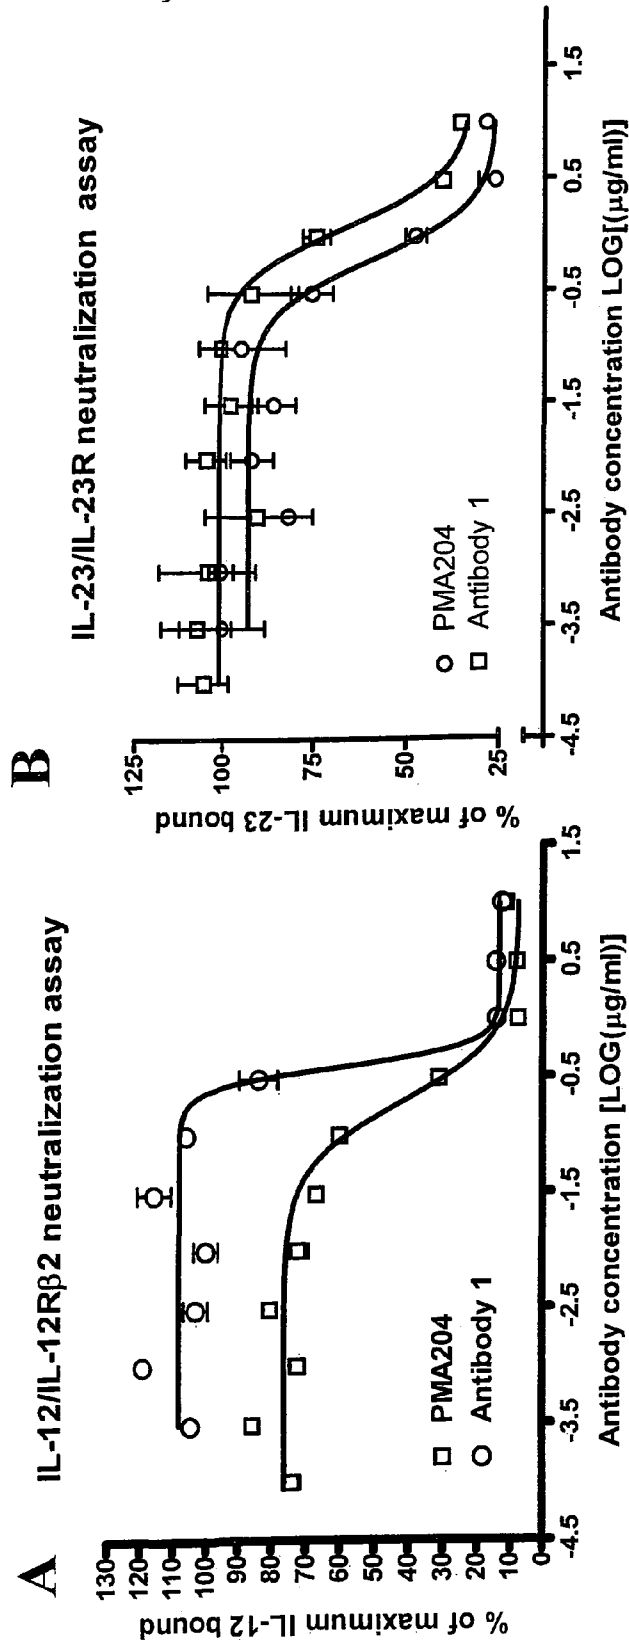 A
IL-12/IL-12Rβ2 neutralization assay
% of maximum IL-12 bound
130
120
110
100
90
80
70
60
50
40
30
20
10
0
-4.5
-3.5
-2.5
-1.5
-0.5
0.5
1.5
Antibody concentration [LOG(µg/ml)]
PMA204
Antibody 1
B
IL-23/IL-23R neutralization assay
% of maximum IL-23 bound
125
100
75
50
25
-4.5
-3.5
-2.5
-1.5
-0.5
0.5
1.5
Antibody concentration LOG[(µg/ml)]
PMA204
Antibody 1